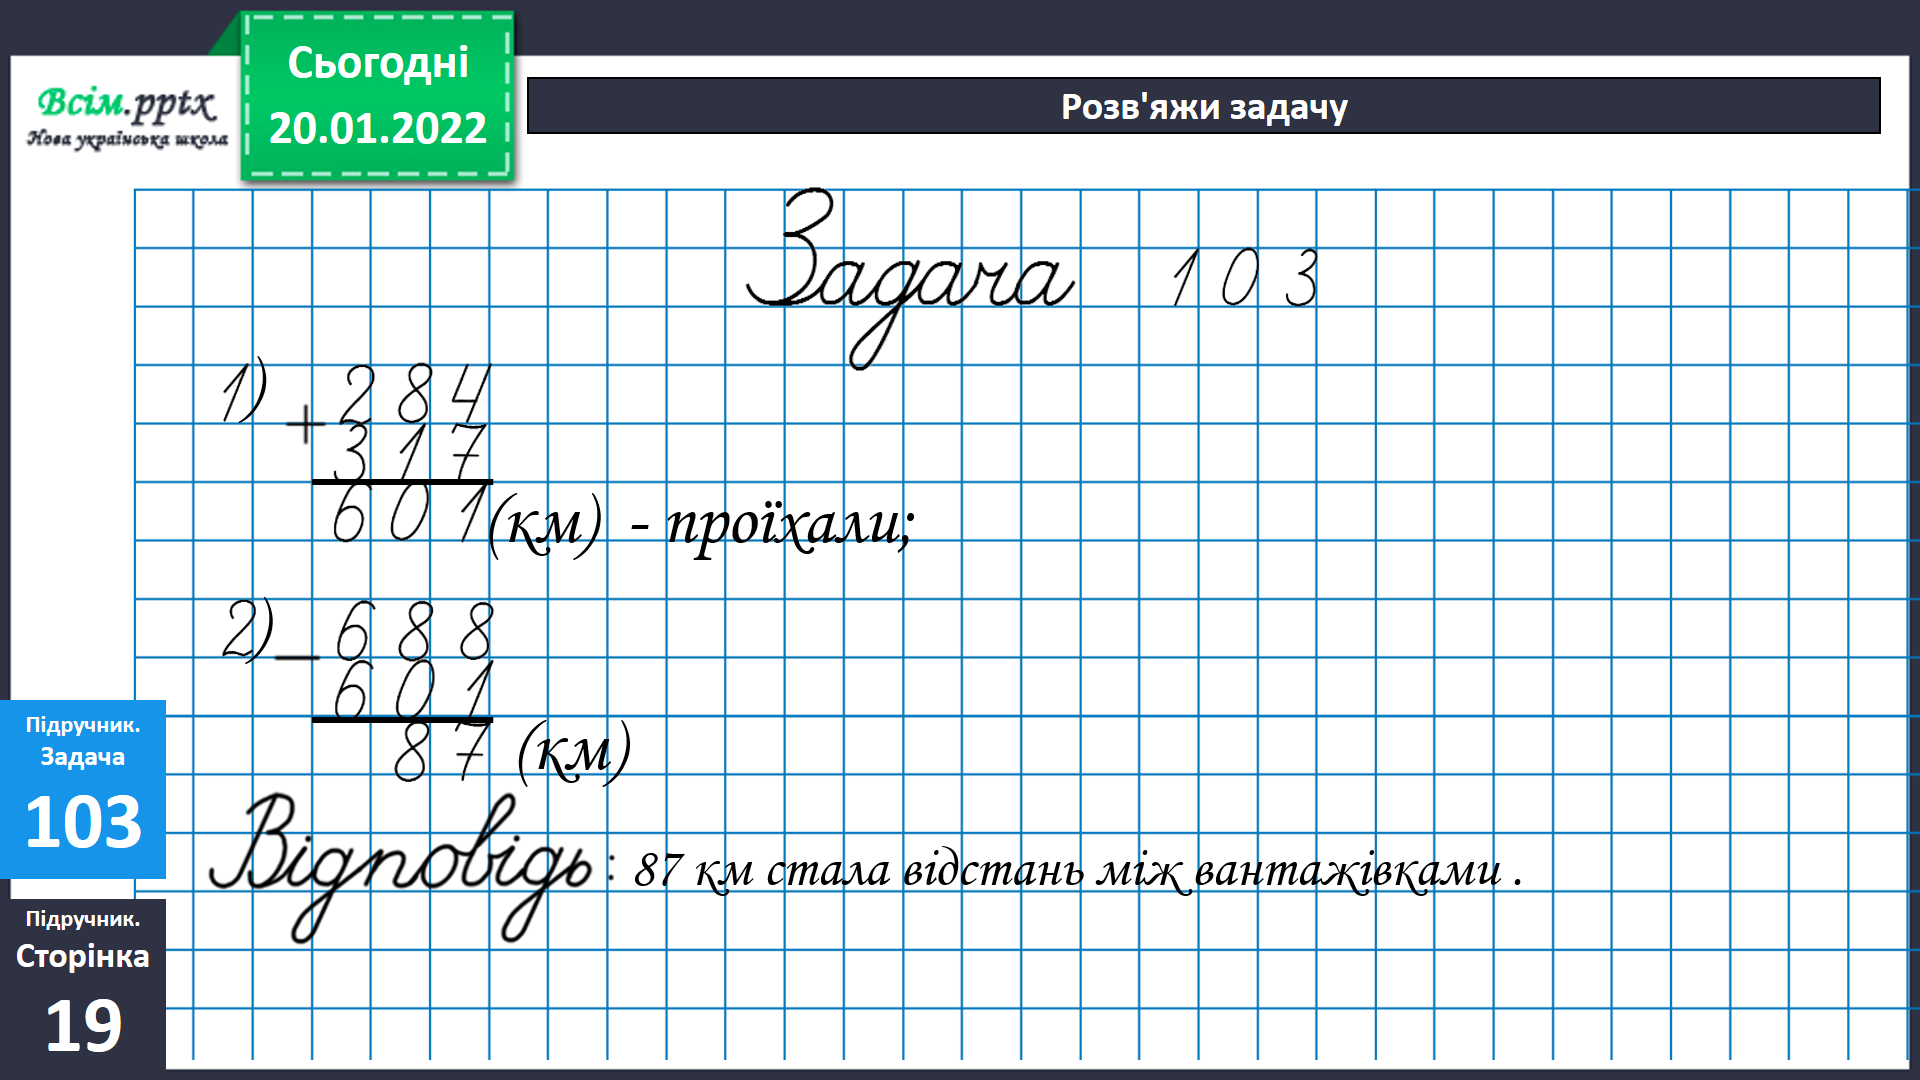 Всім.pptx
Нова українська школа
Сьогодні
20.01.2022
Розв'яжи задачу
Задача 103
1) + 284
317
601 (км) - проїхали;
2) - 688
601
87 (км)
Відповідь: 87 км стала відстань між вантажівками .
Підручник.
Задача
103
Підручник.
Сторінка
19